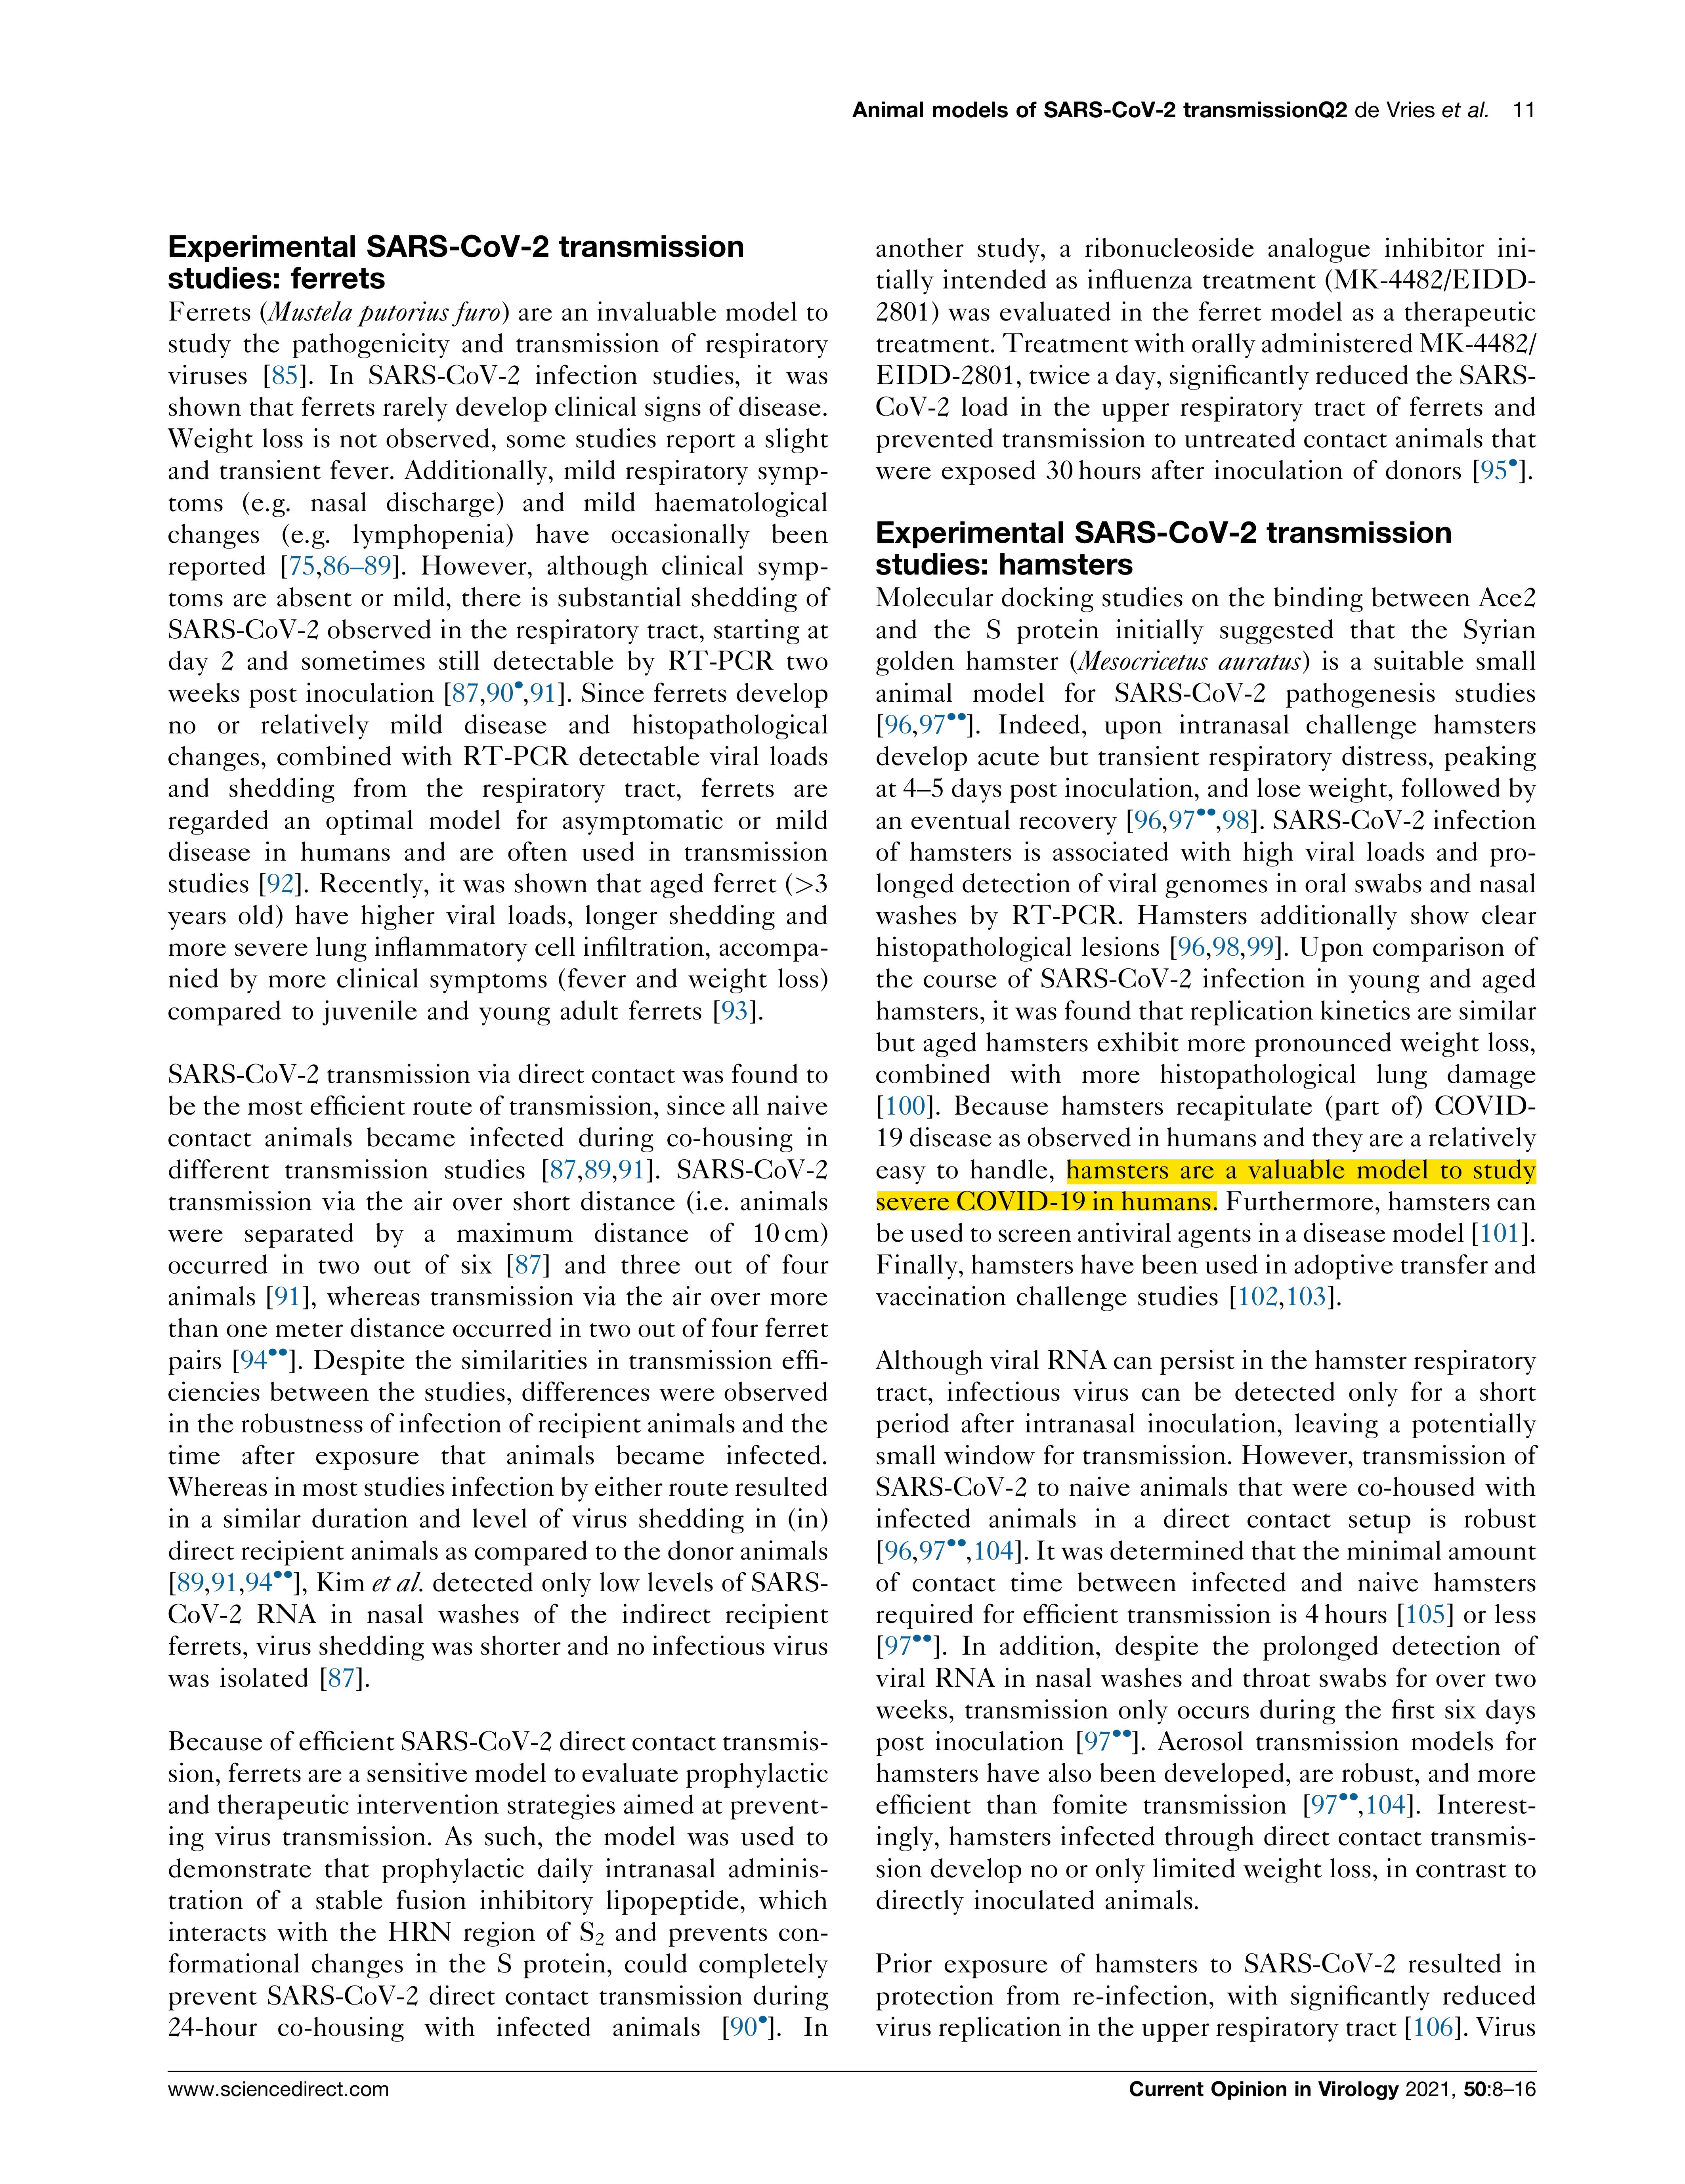 Animal models of SARS-CoV-2 transmissionQ2 de Vries et al. 11
Experimental SARS-CoV-2 transmission
studies: ferrets
Ferrets (Mustela putorius furo) are an invaluable model to
study the pathogenicity and transmission of respiratory
viruses [85]. In SARS-CoV-2 infection studies, it was
shown that ferrets rarely develop clinical signs of disease.
Weight loss is not observed, some studies report a slight
and transient fever. Additionally, mild respiratory symp-
toms (e.g. nasal discharge) and mild haematological
changes (e.g. lymphopenia) have occasionally been
reported [75,86–89]. However, although clinical symp-
toms are absent or mild, there is substantial shedding of
SARS-CoV-2 observed in the respiratory tract, starting at
day 2 and sometimes still detectable by RT-PCR two
weeks post inoculation [87,90•,91]. Since ferrets develop
no or relatively mild disease and histopathological
changes, combined with RT-PCR detectable viral loads
and shedding from the respiratory tract, ferrets are
regarded an optimal model for asymptomatic or mild
disease in humans and are often used in transmission
studies [92]. Recently, it was shown that aged ferret (>3
years old) have higher viral loads, longer shedding and
more severe lung inflammatory cell infiltration, accompa-
nied by more clinical symptoms (fever and weight loss)
compared to juvenile and young adult ferrets [93].
SARS-CoV-2 transmission via direct contact was found to
be the most efficient route of transmission, since all naive
contact animals became infected during co-housing in
different transmission studies [87,89,91]. SARS-CoV-2
transmission via the air over short distance (i.e. animals
were separated by a maximum distance of 10 cm)
occurred in two out of six [87] and three out of four
animals [91], whereas transmission via the air over more
than one meter distance occurred in two out of four ferret
pairs [94••]. Despite the similarities in transmission effi-
ciencies between the studies, differences were observed
in the robustness of infection of recipient animals and the
time after exposure that animals became infected.
Whereas in most studies infection by either route resulted
in a similar duration and level of virus shedding in (in)
direct recipient animals as compared to the donor animals
[89,91,94••], Kim et al. detected only low levels of SARS-
CoV-2 RNA in nasal washes of the indirect recipient
ferrets, virus shedding was shorter and no infectious virus
was isolated [87].
Because of efficient SARS-CoV-2 direct contact transmis-
sion, ferrets are a sensitive model to evaluate prophylactic
and therapeutic intervention strategies aimed at prevent-
ing virus transmission. As such, the model was used to
demonstrate that prophylactic daily intranasal adminis-
tration of a stable fusion inhibitory lipopeptide, which
interacts with the HRN region of S₂ and prevents con-
formational changes in the S protein, could completely
prevent SARS-CoV-2 direct contact transmission during
24-hour co-housing with infected animals [90•]. In
another study, a ribonucleoside analogue inhibitor ini-
tially intended as influenza treatment (MK-4482/EIDD-
2801) was evaluated in the ferret model as a therapeutic
treatment. Treatment with orally administered MK-4482/
EIDD-2801, twice a day, significantly reduced the SARS-
CoV-2 load in the upper respiratory tract of ferrets and
prevented transmission to untreated contact animals that
were exposed 30 hours after inoculation of donors [95•].
Experimental SARS-CoV-2 transmission
studies: hamsters
Molecular docking studies on the binding between Ace2
and the S protein initially suggested that the Syrian
golden hamster (Mesocricetus auratus) is a suitable small
animal model for SARS-CoV-2 pathogenesis studies
[96,97••]. Indeed, upon intranasal challenge hamsters
develop acute but transient respiratory distress, peaking
at 4–5 days post inoculation, and lose weight, followed by
an eventual recovery [96,97••,98]. SARS-CoV-2 infection
of hamsters is associated with high viral loads and pro-
longed detection of viral genomes in oral swabs and nasal
washes by RT-PCR. Hamsters additionally show clear
histopathological lesions [96,98,99]. Upon comparison of
the course of SARS-CoV-2 infection in young and aged
hamsters, it was found that replication kinetics are similar
but aged hamsters exhibit more pronounced weight loss,
combined with more histopathological lung damage
[100]. Because hamsters recapitulate (part of) COVID-
19 disease as observed in humans and they are a relatively
easy to handle, hamsters are a valuable model to study
severe COVID-19 in humans. Furthermore, hamsters can
be used to screen antiviral agents in a disease model [101].
Finally, hamsters have been used in adoptive transfer and
vaccination challenge studies [102,103].
Although viral RNA can persist in the hamster respiratory
tract, infectious virus can be detected only for a short
period after intranasal inoculation, leaving a potentially
small window for transmission. However, transmission of
SARS-CoV-2 to naive animals that were co-housed with
infected animals in a direct contact setup is robust
[96,97••,104]. It was determined that the minimal amount
of contact time between infected and naive hamsters
required for efficient transmission is 4 hours [105] or less
[97••]. In addition, despite the prolonged detection of
viral RNA in nasal washes and throat swabs for over two
weeks, transmission only occurs during the first six days
post inoculation [97••]. Aerosol transmission models for
hamsters have also been developed, are robust, and more
efficient than fomite transmission [97••,104]. Interest-
ingly, hamsters infected through direct contact transmis-
sion develop no or only limited weight loss, in contrast to
directly inoculated animals.
Prior exposure of hamsters to SARS-CoV-2 resulted in
protection from re-infection, with significantly reduced
virus replication in the upper respiratory tract [106]. Virus
www.sciencedirect.com
Current Opinion in Virology 2021, 50:8–16